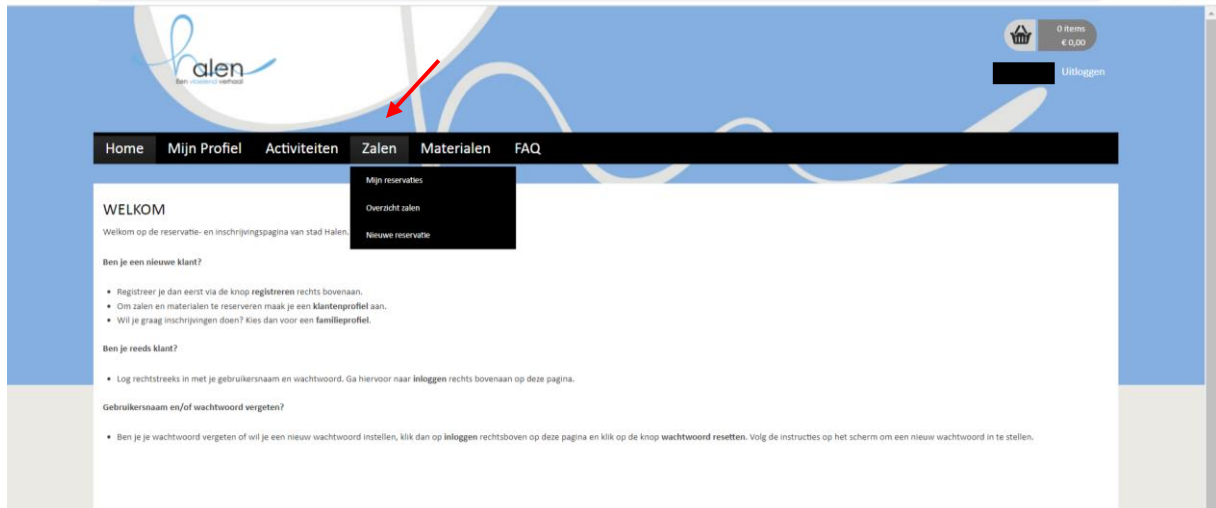 halen
Een vloeiend verhaal
0 items
€ 0,00
Uitloggen
Home Mijn Profiel Activiteiten Zalen Materialen FAQ
Mijn reservaties
Overzicht zalen
Nieuwe reservatie
WELKOM
Welkom op de reservatie- en inschrijvingspagina van stad Halen.
Ben je een nieuwe klant?
Registreer je dan eerst via de knop registreren rechts bovenaan.
Om zalen en materialen te reserveren maak je een klantenprofiel aan.
Wil je graag inschrijvingen doen? Kies dan voor een familieprofiel.
Ben je reeds klant?
Log rechtstreeks in met je gebruikersnaam en wachtwoord. Ga hiervoor naar inloggen rechts bovenaan op deze pagina.
Gebruikersnaam en/of wachtwoord vergeten?
Ben je je wachtwoord vergeten of wil je een nieuw wachtwoord instellen, klik dan op inloggen rechtsboven op deze pagina en klik op de knop wachtwoord resetten. Volg de instructies op het scherm om een nieuw wachtwoord in te stellen.